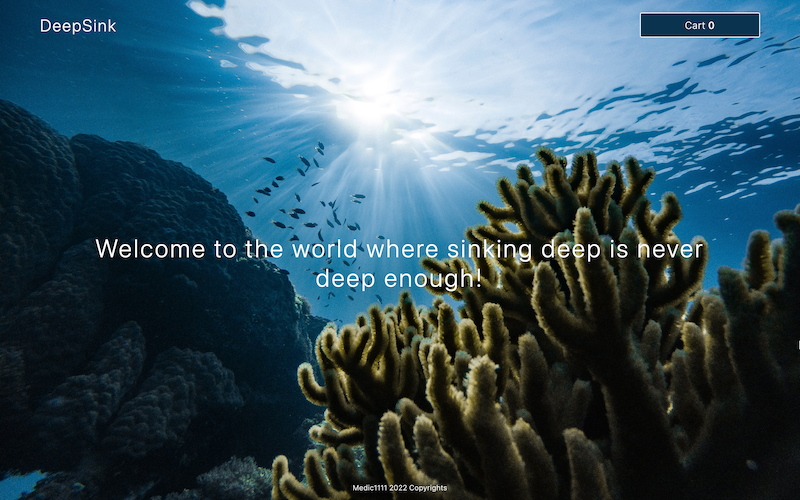 DeepSink
Cart 0
Welcome to the world where sinking deep is never
deep enough!
Medic1111 2022 Copyrights